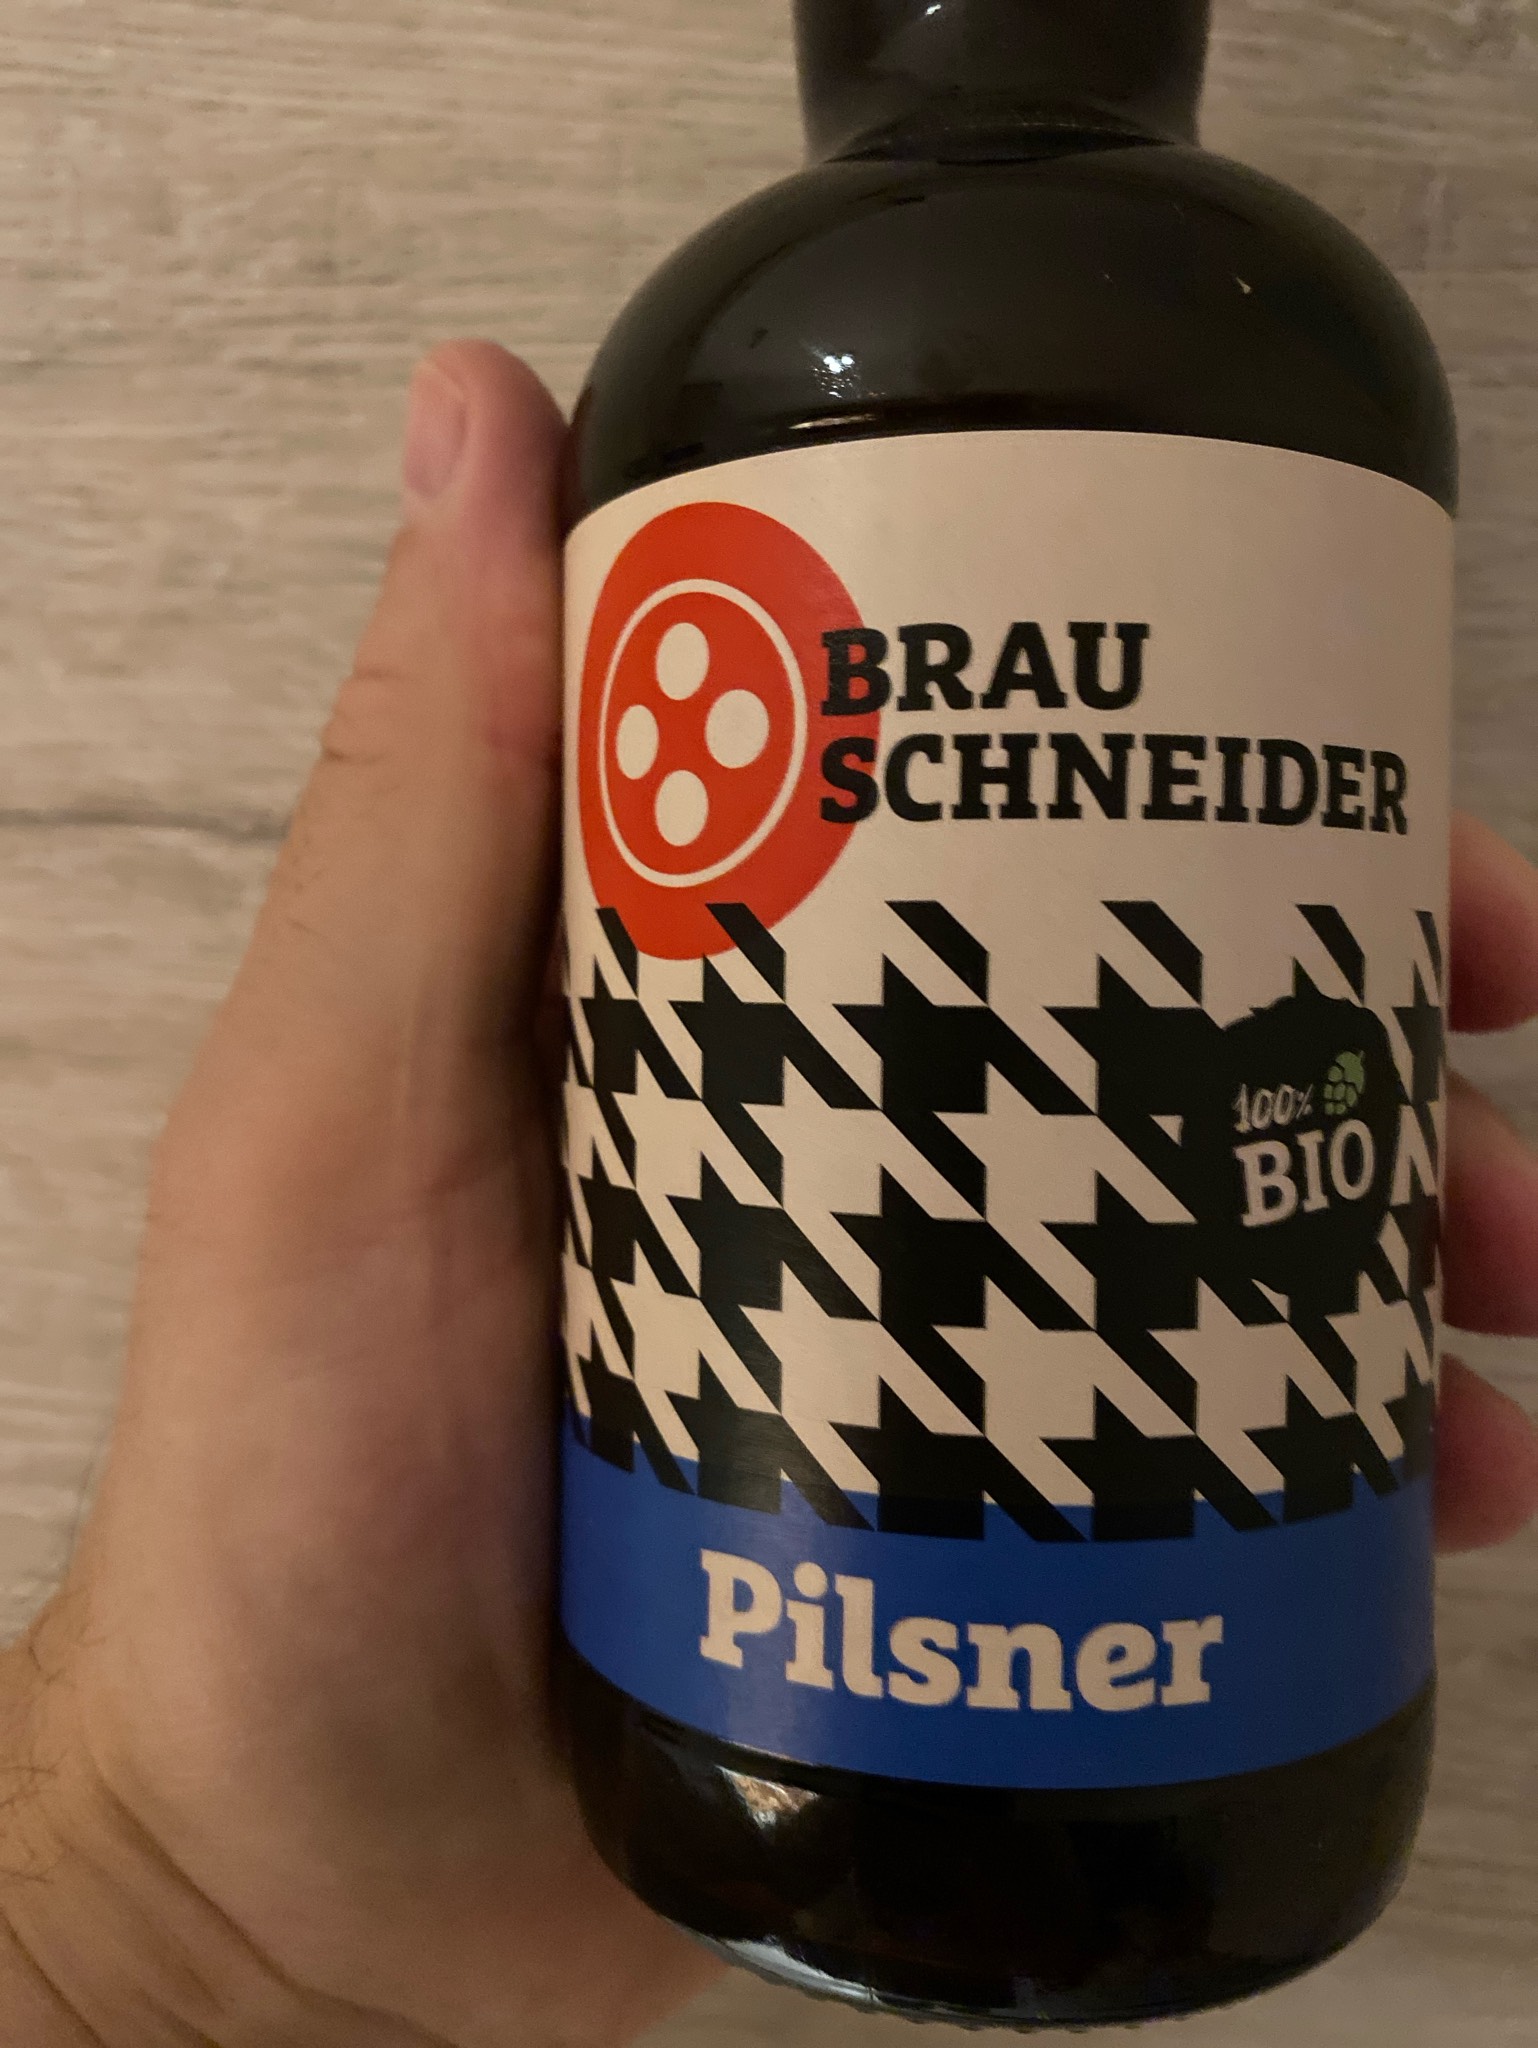 BRAU
SCHNEIDER
100%
BIO
Pilsner